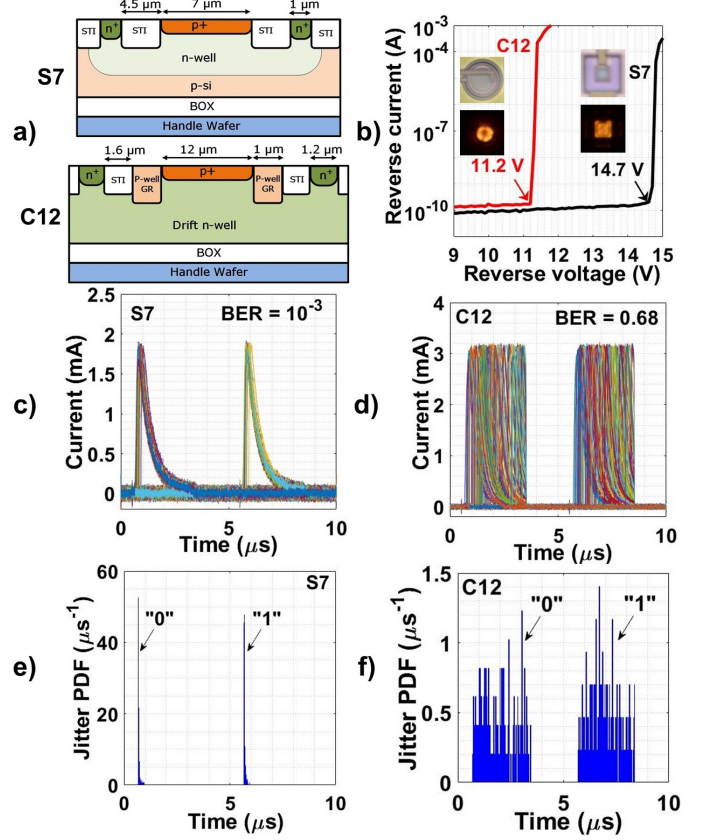 4.5 μm
7 μm
1 μm
STI
n⁺
STI
p+
STI
n⁺
STI
n-well
S7
p-si
BOX
a)
Handle Wafer
1.6 μm
12 μm
1 μm
1.2 μm
n⁺
STI
P-well
GR
p+
P-well
GR
STI
n⁺
C12
Drift n-well
BOX
Handle Wafer
b)
Reverse current (A)
10⁻³
10⁻⁴
10⁻⁷
10⁻¹⁰
C12
S7
11.2 V
14.7 V
9 10 11 12 13 14 15
Reverse voltage (V)
c)
Current (mA)
2.5
2
1.5
1
0.5
0
S7
BER = 10⁻³
0 5 10
Time (μs)
d)
Current (mA)
4
3
2
1
0
C12
BER = 0.68
0 5 10
Time (μs)
e)
Jitter PDF (μs⁻¹)
60
40
20
0
S7
"0"
"1"
0 5 10
Time (μs)
f)
Jitter PDF (μs⁻¹)
1.5
1
0.5
0
C12
"0"
"1"
0 5 10
Time (μs)